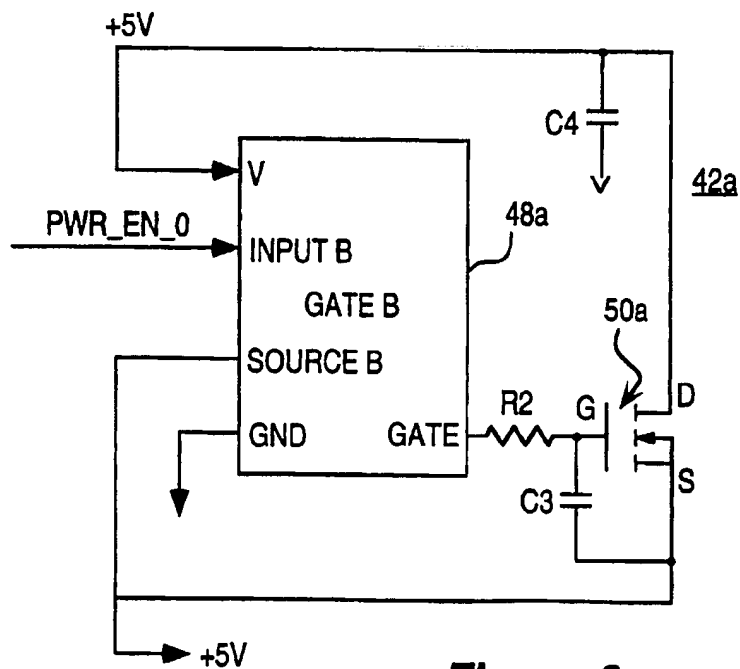 +5V
C4
42a
V
48a
PWR_EN_0
INPUT B
GATE B
50a
SOURCE B
D
R2
G
GND
GATE
S
C3
+5V